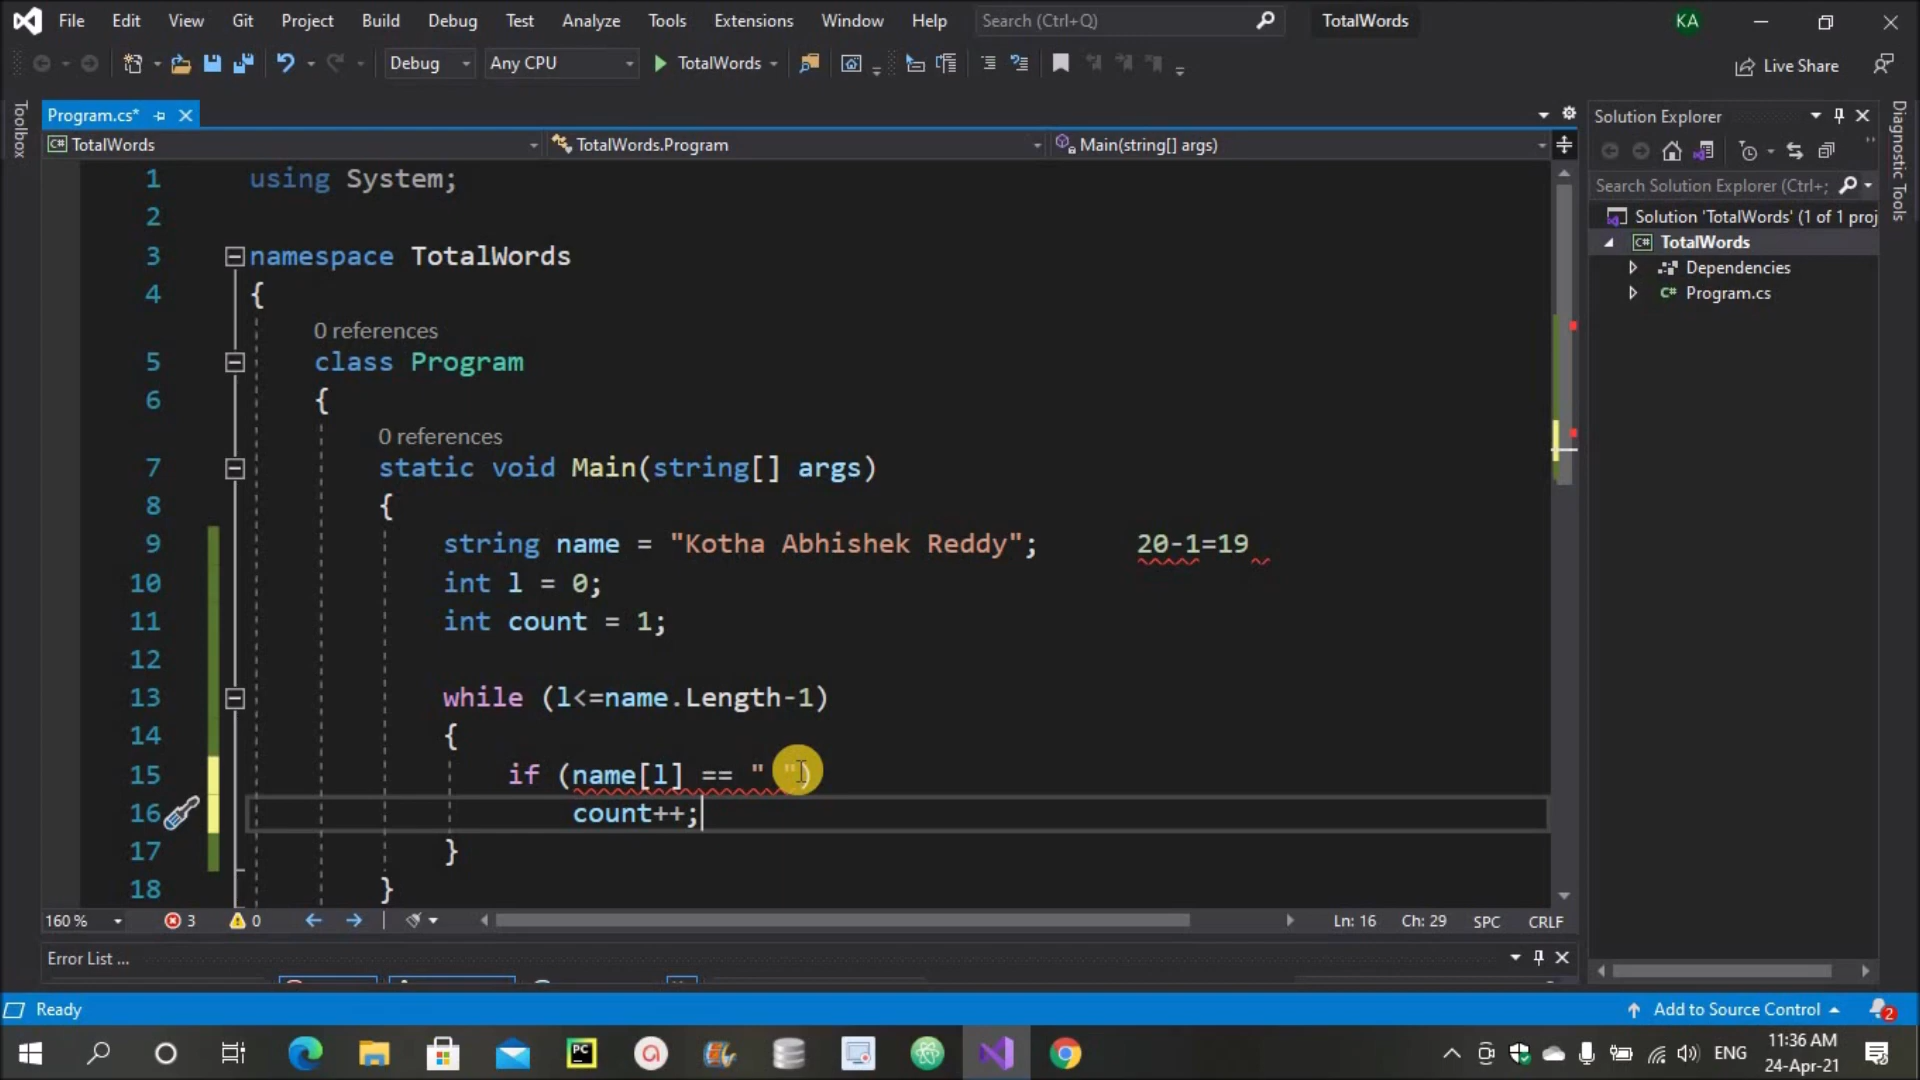 File Edit View Git Project Build Debug Test Analyze Tools Extensions Window Help Search (Ctrl+Q) TotalWords KA
Debug Any CPU TotalWords Live Share
Toolbox
Program.cs*
TotalWords TotalWords.Program Main(string[] args)
1 using System;
2
3 namespace TotalWords
4 {
0 references
5 class Program
6 {
0 references
7 static void Main(string[] args)
8 {
9 string name = "Kotha Abhishek Reddy"; 20-1=19
10 int l = 0;
11 int count = 1;
12
13 while (l<=name.Length-1)
14 {
15 if (name[l] == " ")
16 count++;
17 }
18 }
160 % 3 0 Ln: 16 Ch: 29 SPC CRLF
Error List ...
Solution Explorer
Search Solution Explorer (Ctrl+;
Solution 'TotalWords' (1 of 1 proj
C# TotalWords
Dependencies
C# Program.cs
Diagnostic Tools
Ready Add to Source Control 2
PC ENG 11:36 AM
24-Apr-21